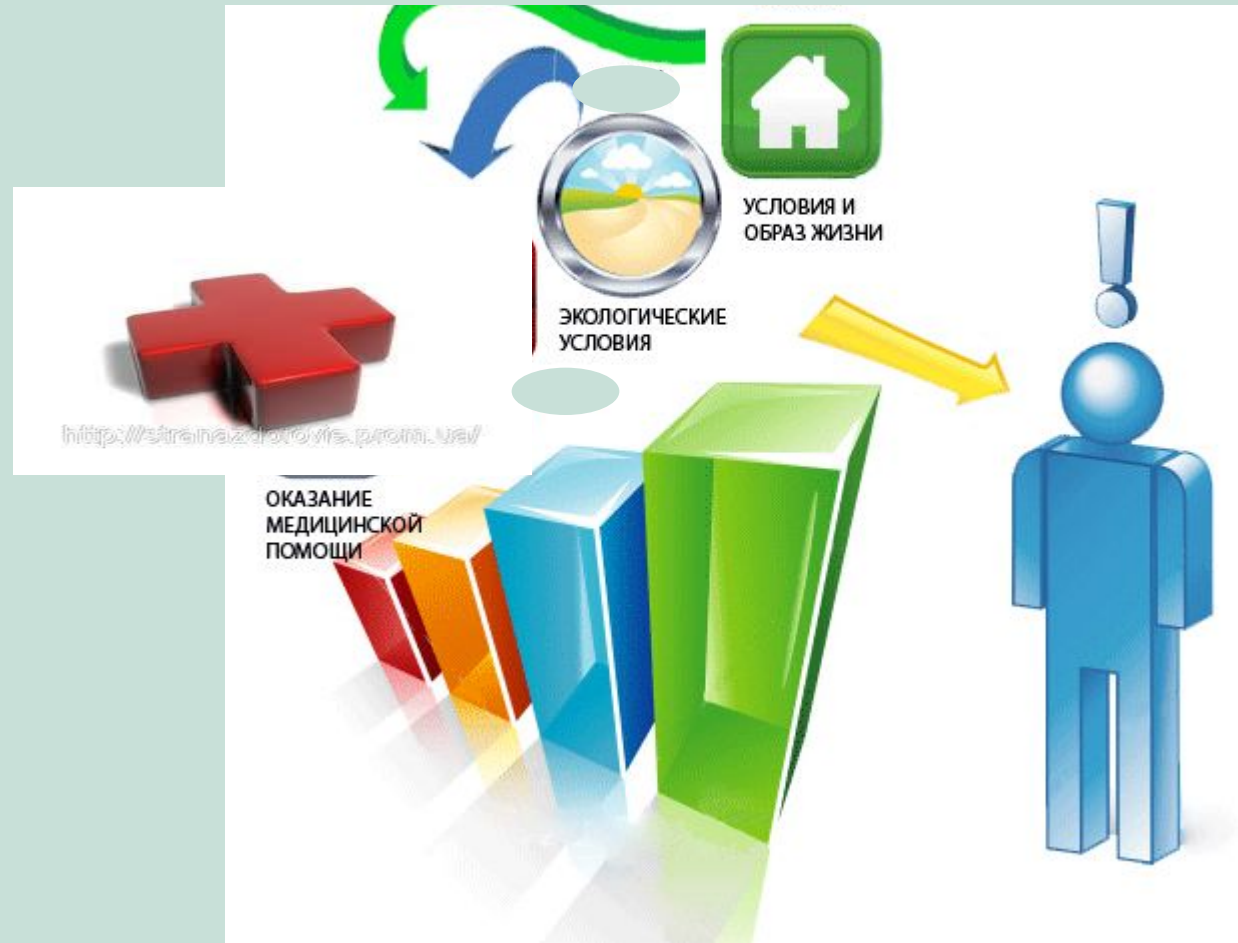 УСЛОВИЯ И
ОБРАЗ ЖИЗНИ
ЭКОЛОГИЧЕСКИЕ
УСЛОВИЯ
http://stranazdorovia.prom.ua/
ОКАЗАНИЕ
МЕДИЦИНСКОЙ
ПОМОЩИ